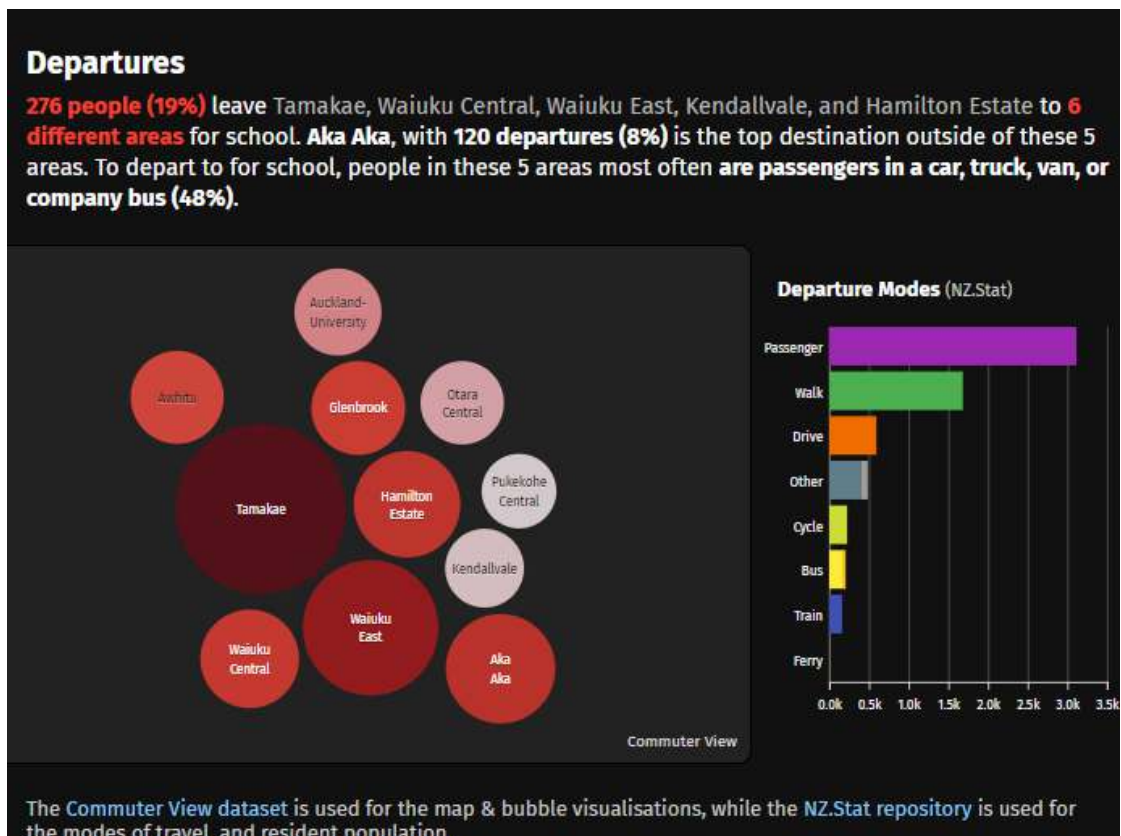 Departures
276 people (19%) leave Tamakae, Waiuku Central, Waiuku East, Kendallvale, and Hamilton Estate to 6
different areas for school. Aka Aka, with 120 departures (8%) is the top destination outside of these 5
areas. To depart to for school, people in these 5 areas most often are passengers in a car, truck, van, or
company bus (48%).
Auckland-
University
Awhitu
Glenbrook
Otara
Central
Tamakae
Hamilton
Estate
Pukekohe
Central
Kendallvale
Waiuku
East
Waiuku
Central
Aka
Aka
Commuter View
Departure Modes (NZ.Stat)
Passenger
Walk
Drive
Other
Cycle
Bus
Train
Ferry
0.0k 0.5k 1.0k 1.5k 2.0k 2.5k 3.0k 3.5k
The Commuter View dataset is used for the map & bubble visualisations, while the NZ.Stat repository is used for
the modes of travel, and resident population